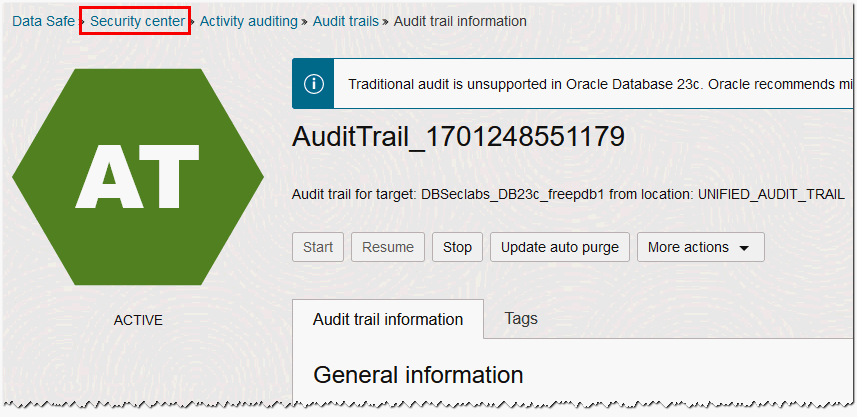 Data Safe » Security center » Activity auditing » Audit trails » Audit trail information
Traditional audit is unsupported in Oracle Database 23c. Oracle recommends mi
AT
AuditTrail_1701248551179
Audit trail for target: DBSeclabs_DB23c_freepdb1 from location: UNIFIED_AUDIT_TRAIL
Start Resume Stop Update auto purge More actions
ACTIVE
Audit trail information Tags
General information